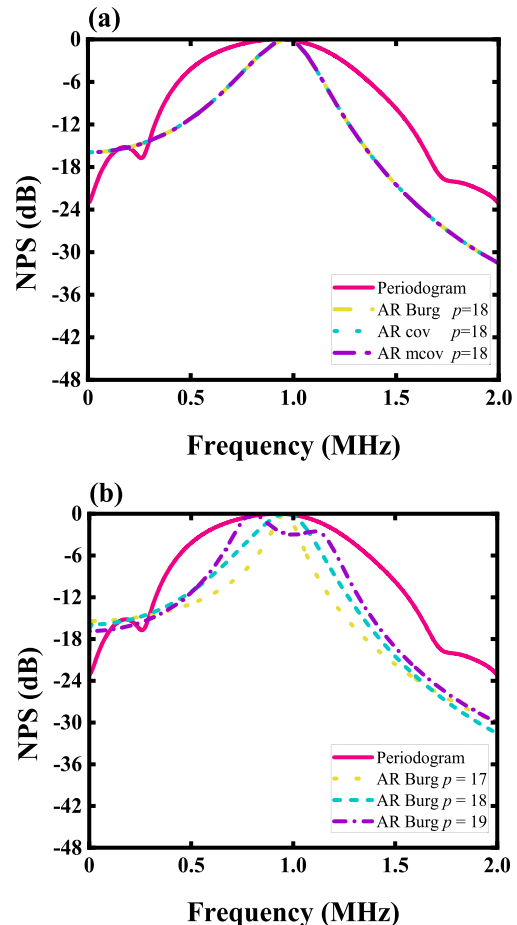 (a)
NPS (dB)
0
-6
-12
-18
-24
-30
-36
-42
-48
Periodogram
AR Burg p=18
AR cov p=18
AR mcov p=18
0 0.5 1.0 1.5 2.0
Frequency (MHz)
(b)
NPS (dB)
0
-6
-12
-18
-24
-30
-36
-42
-48
Periodogram
AR Burg p = 17
AR Burg p = 18
AR Burg p = 19
0 0.5 1.0 1.5 2.0
Frequency (MHz)